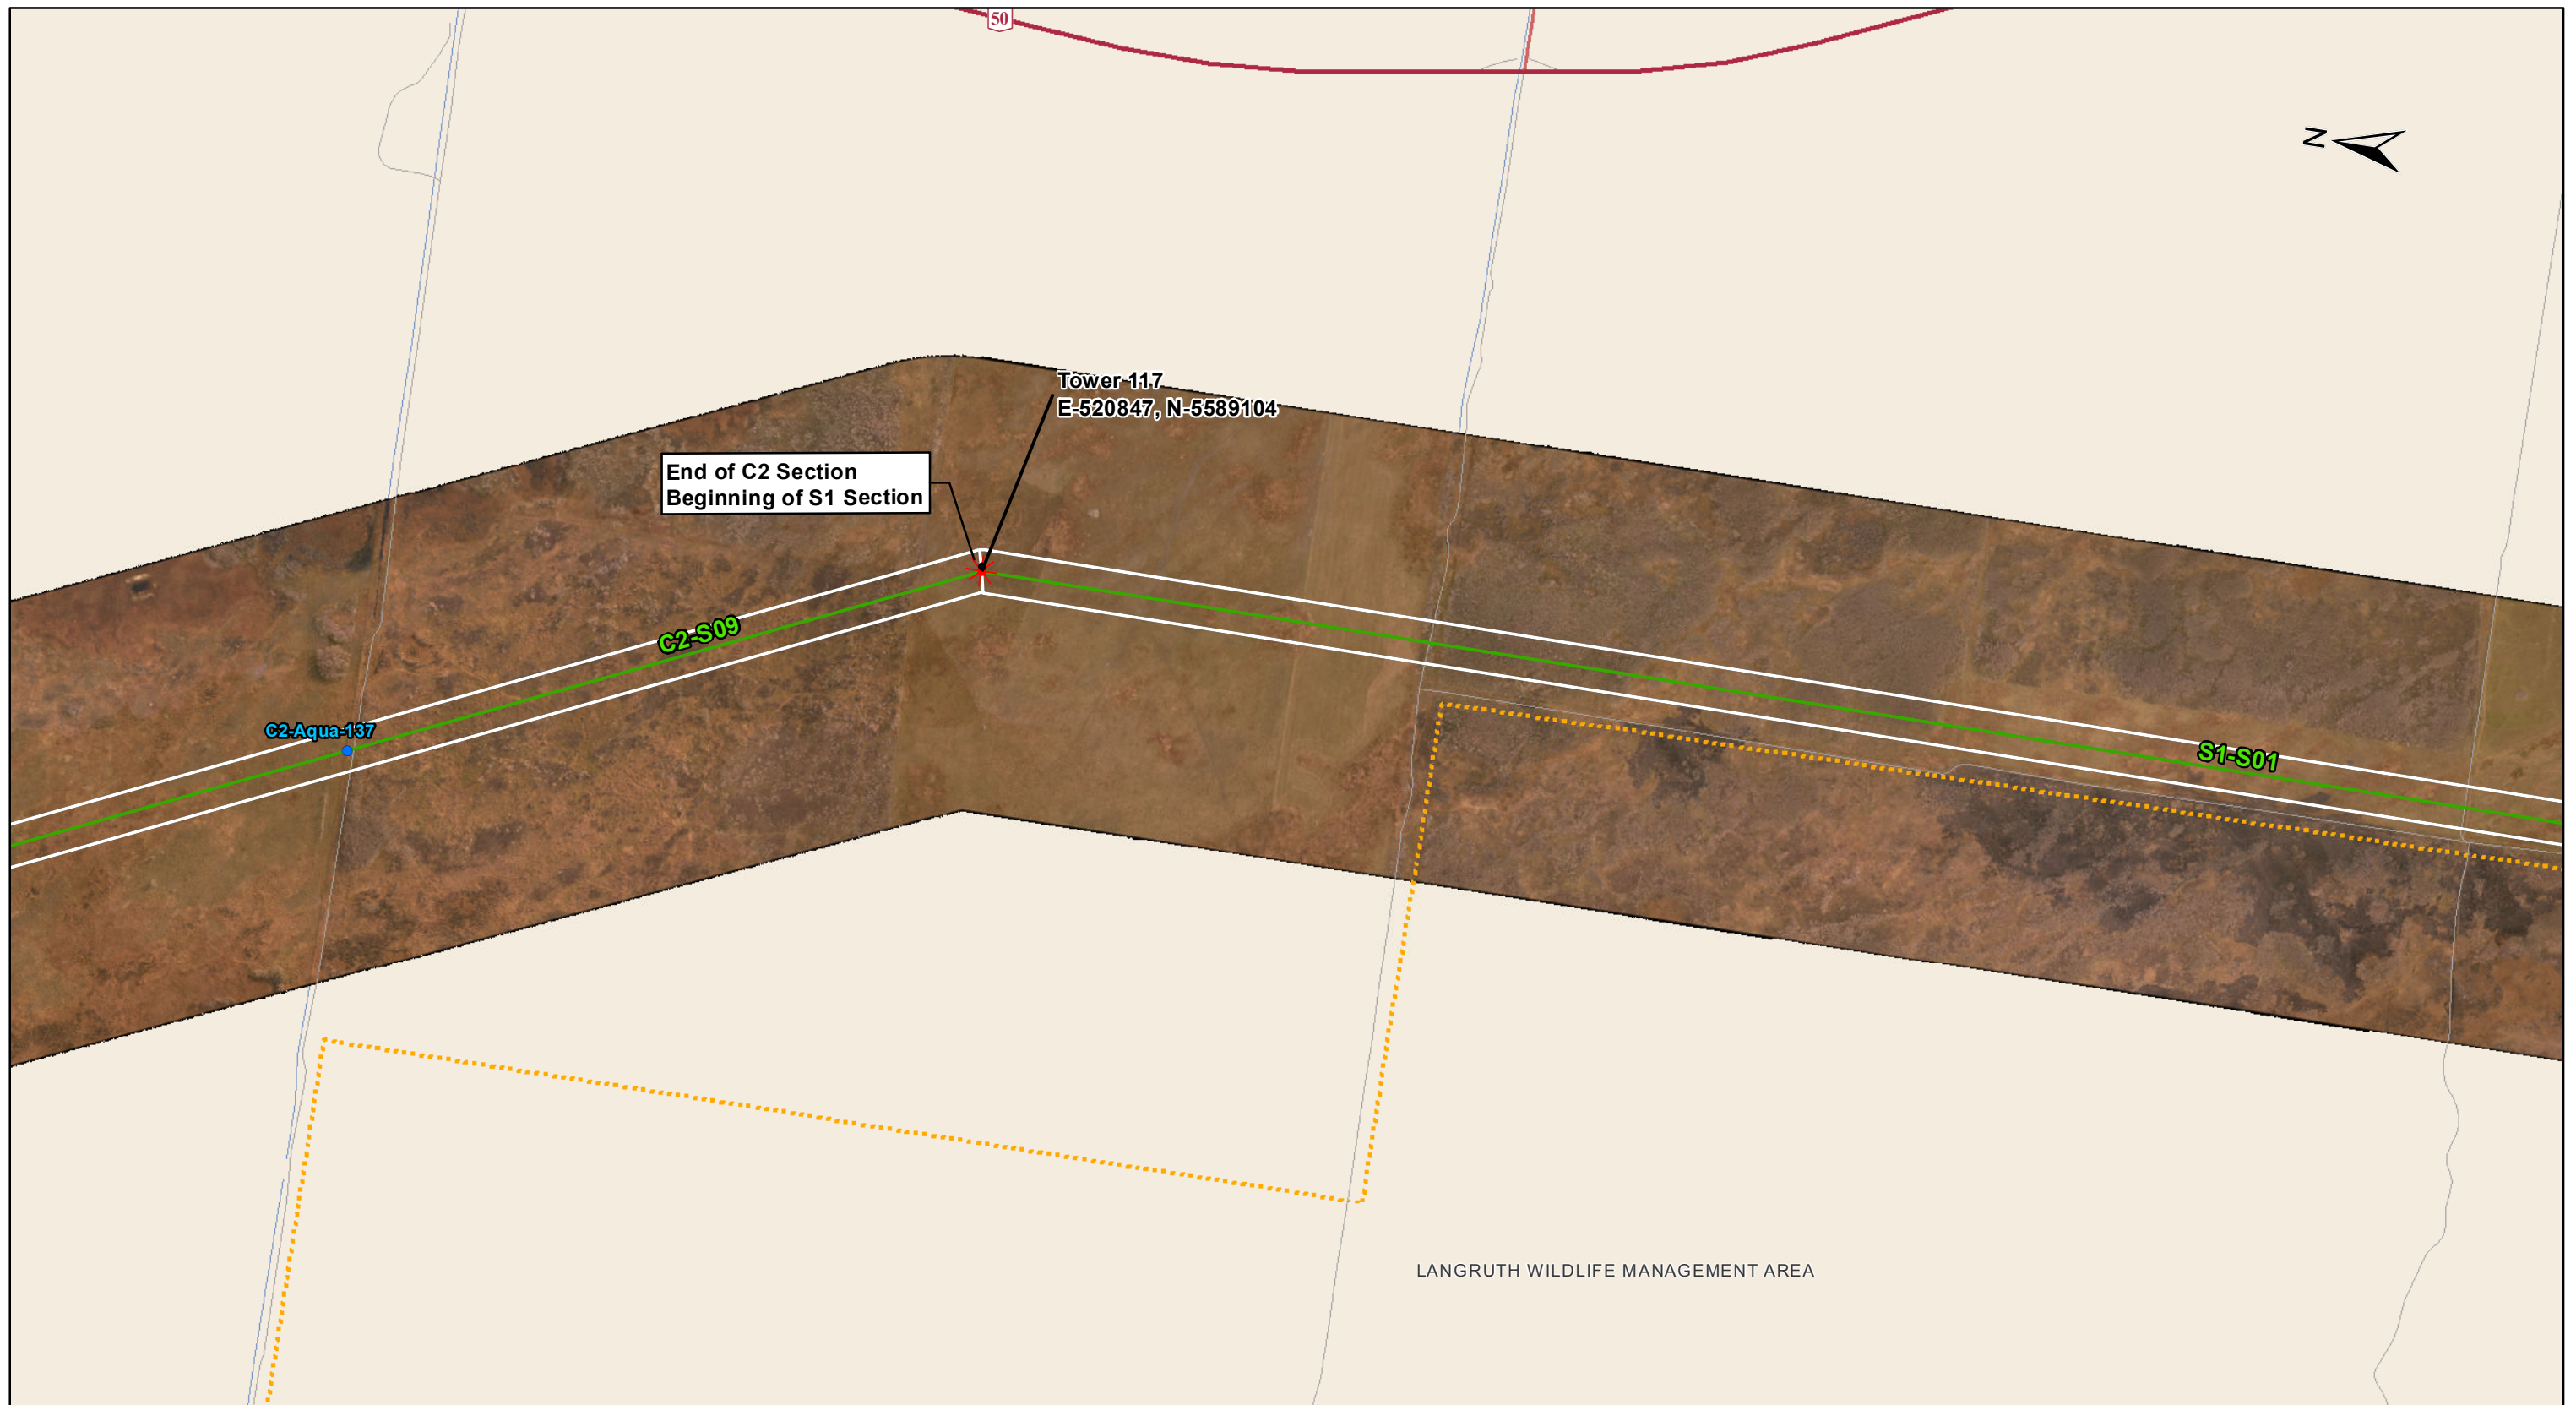 50
N
Tower 117
E-520847, N-5589104
End of C2 Section
Beginning of S1 Section
C2-S09
C2-Aqua-137
S1-S01
LANGRUTH WILDLIFE MANAGEMENT AREA